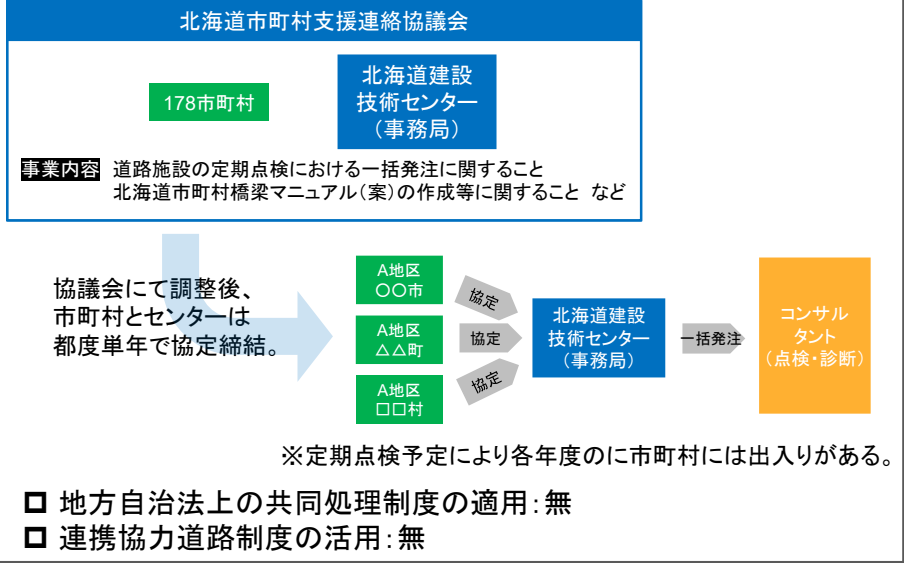 北海道市町村支援連絡協議会
178市町村
北海道建設
技術センター
（事務局）
事業内容 道路施設の定期点検における一括発注に関すること
北海道市町村橋梁マニュアル（案）の作成等に関すること など
協議会にて調整後、
市町村とセンターは
都度単年で協定締結。
A地区
○○市
A地区
△△町
A地区
□□村
協定
協定
協定
北海道建設
技術センター
（事務局）
一括発注
コンサル
タント
（点検・診断）
※定期点検予定により各年度のに市町村には出入りがある。
地方自治法上の共同処理制度の適用：無
連携協力道路制度の活用：無